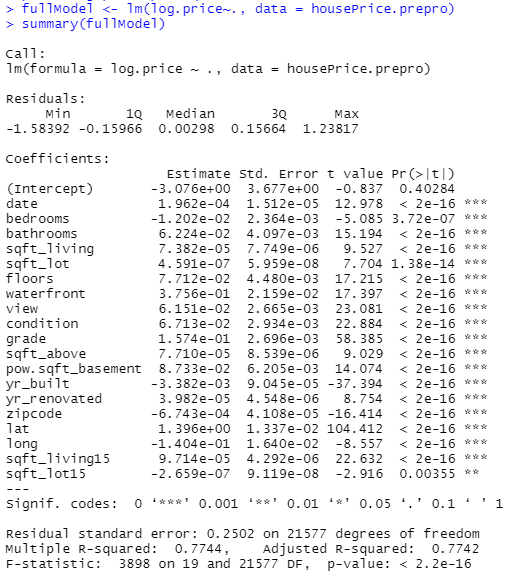 > fullModel <- lm(log.price~., data = housePrice.prepro)
> summary(fullModel)
Call:
lm(formula = log.price ~ ., data = housePrice.prepro)
Residuals:
     Min       1Q   Median       3Q      Max
-1.58392 -0.15966  0.00298  0.15664  1.23817
Coefficients:
                   Estimate Std. Error t value Pr(>|t|)
(Intercept)      -3.076e+00  3.677e+00  -0.837  0.40284
date              1.962e-04  1.512e-05  12.978  < 2e-16 ***
bedrooms         -1.202e-02  2.364e-03  -5.085 3.72e-07 ***
bathrooms         6.224e-02  4.097e-03  15.194  < 2e-16 ***
sqft_living       7.382e-05  7.749e-06   9.527  < 2e-16 ***
sqft_lot          4.591e-07  5.959e-08   7.704 1.38e-14 ***
floors            7.712e-02  4.480e-03  17.215  < 2e-16 ***
waterfront        3.756e-01  2.159e-02  17.397  < 2e-16 ***
view              6.151e-02  2.665e-03  23.081  < 2e-16 ***
condition         6.713e-02  2.934e-03  22.884  < 2e-16 ***
grade             1.574e-01  2.696e-03  58.385  < 2e-16 ***
sqft_above        7.710e-05  8.539e-06   9.029  < 2e-16 ***
pow.sqft_basement 8.733e-02  6.205e-03  14.074  < 2e-16 ***
yr_built         -3.382e-03  9.045e-05 -37.394  < 2e-16 ***
yr_renovated      3.982e-05  4.548e-06   8.754  < 2e-16 ***
zipcode          -6.743e-04  4.108e-05 -16.414  < 2e-16 ***
lat               1.396e+00  1.337e-02 104.412  < 2e-16 ***
long             -1.404e-01  1.640e-02  -8.557  < 2e-16 ***
sqft_living15     9.714e-05  4.292e-06  22.632  < 2e-16 ***
sqft_lot15       -2.659e-07  9.119e-08  -2.916  0.00355 **
---
Signif. codes:  0 ‘***’ 0.001 ‘**’ 0.01 ‘*’ 0.05 ‘.’ 0.1 ‘ ’ 1
Residual standard error: 0.2502 on 21577 degrees of freedom
Multiple R-squared:  0.7744,    Adjusted R-squared:  0.7742
F-statistic:  3898 on 19 and 21577 DF,  p-value: < 2.2e-16